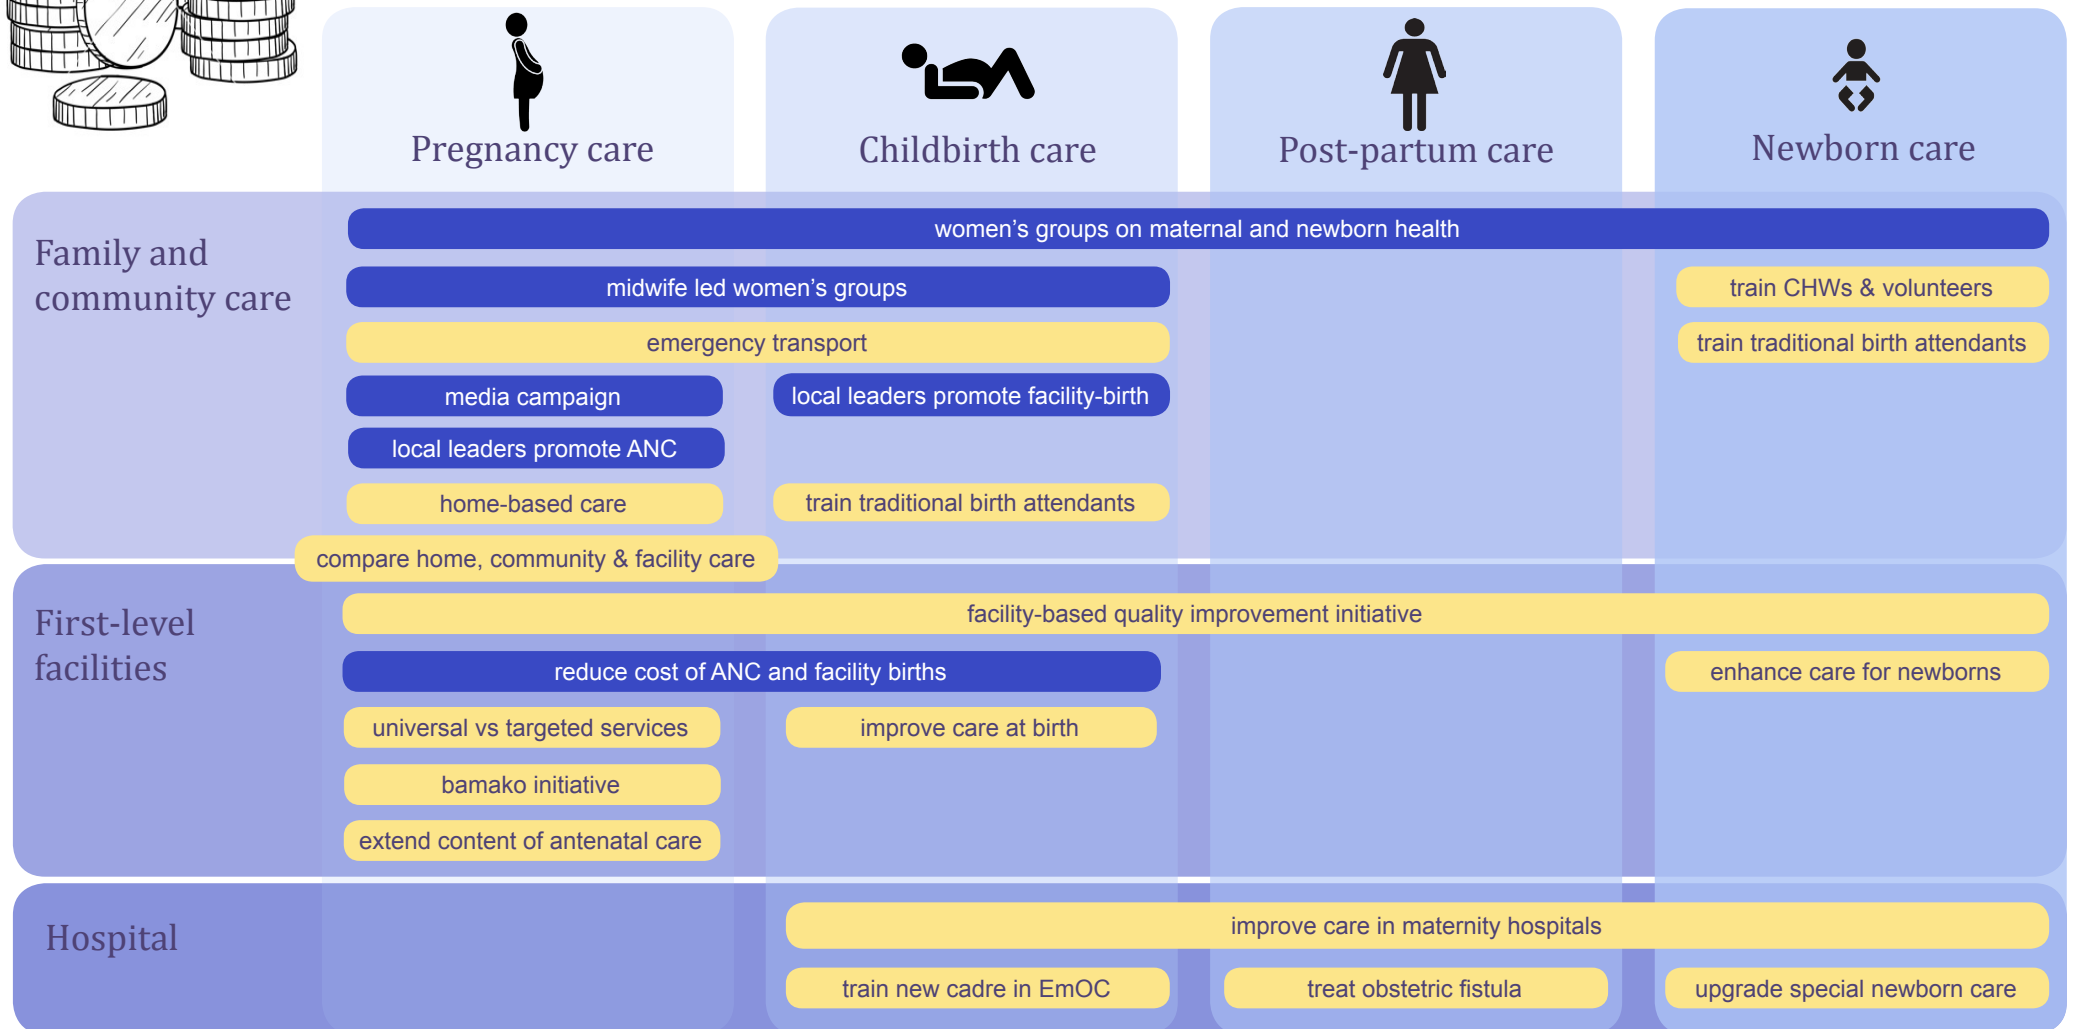 Pregnancy care
Childbirth care
Post-partum care
Newborn care
Family and
community care
women's groups on maternal and newborn health
midwife led women's groups
train CHWs & volunteers
emergency transport
train traditional birth attendants
media campaign
local leaders promote facility-birth
local leaders promote ANC
home-based care
train traditional birth attendants
compare home, community & facility care
First-level
facilities
facility-based quality improvement initiative
reduce cost of ANC and facility births
enhance care for newborns
universal vs targeted services
improve care at birth
bamako initiative
extend content of antenatal care
Hospital
improve care in maternity hospitals
train new cadre in EmOC
treat obstetric fistula
upgrade special newborn care